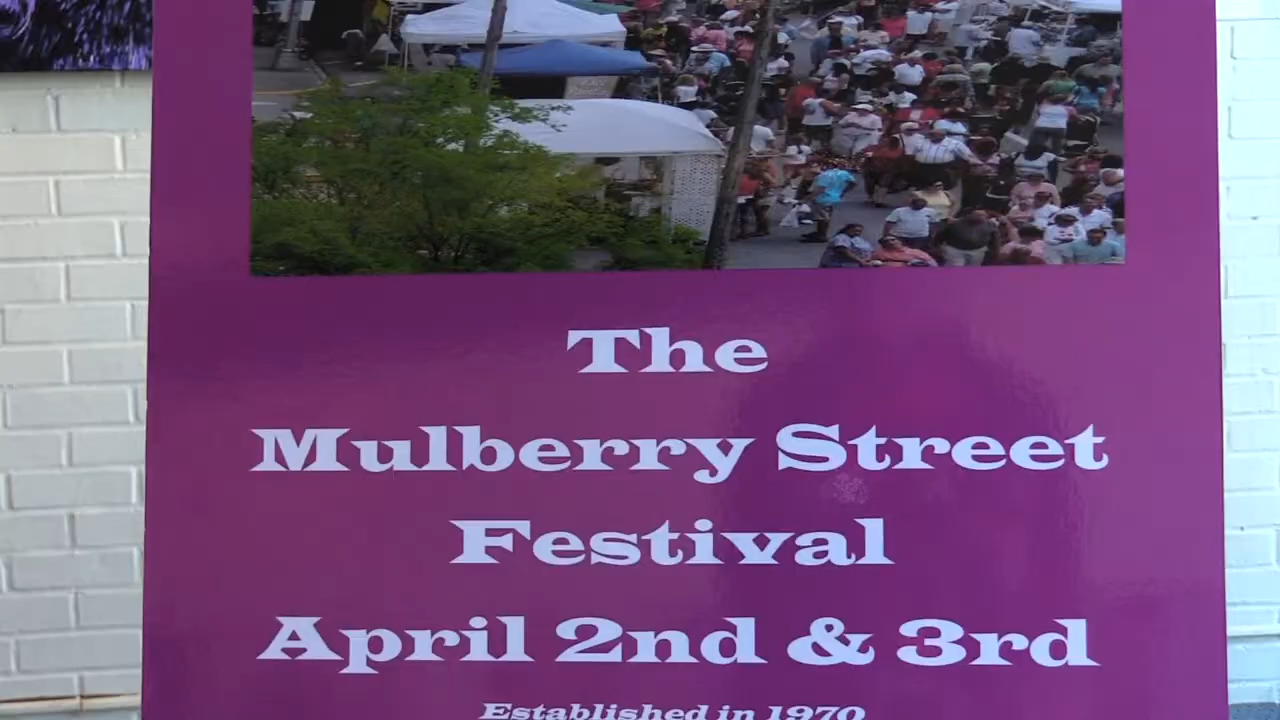 The
Mulberry Street
Festival
April 2nd & 3rd
Established in 1970